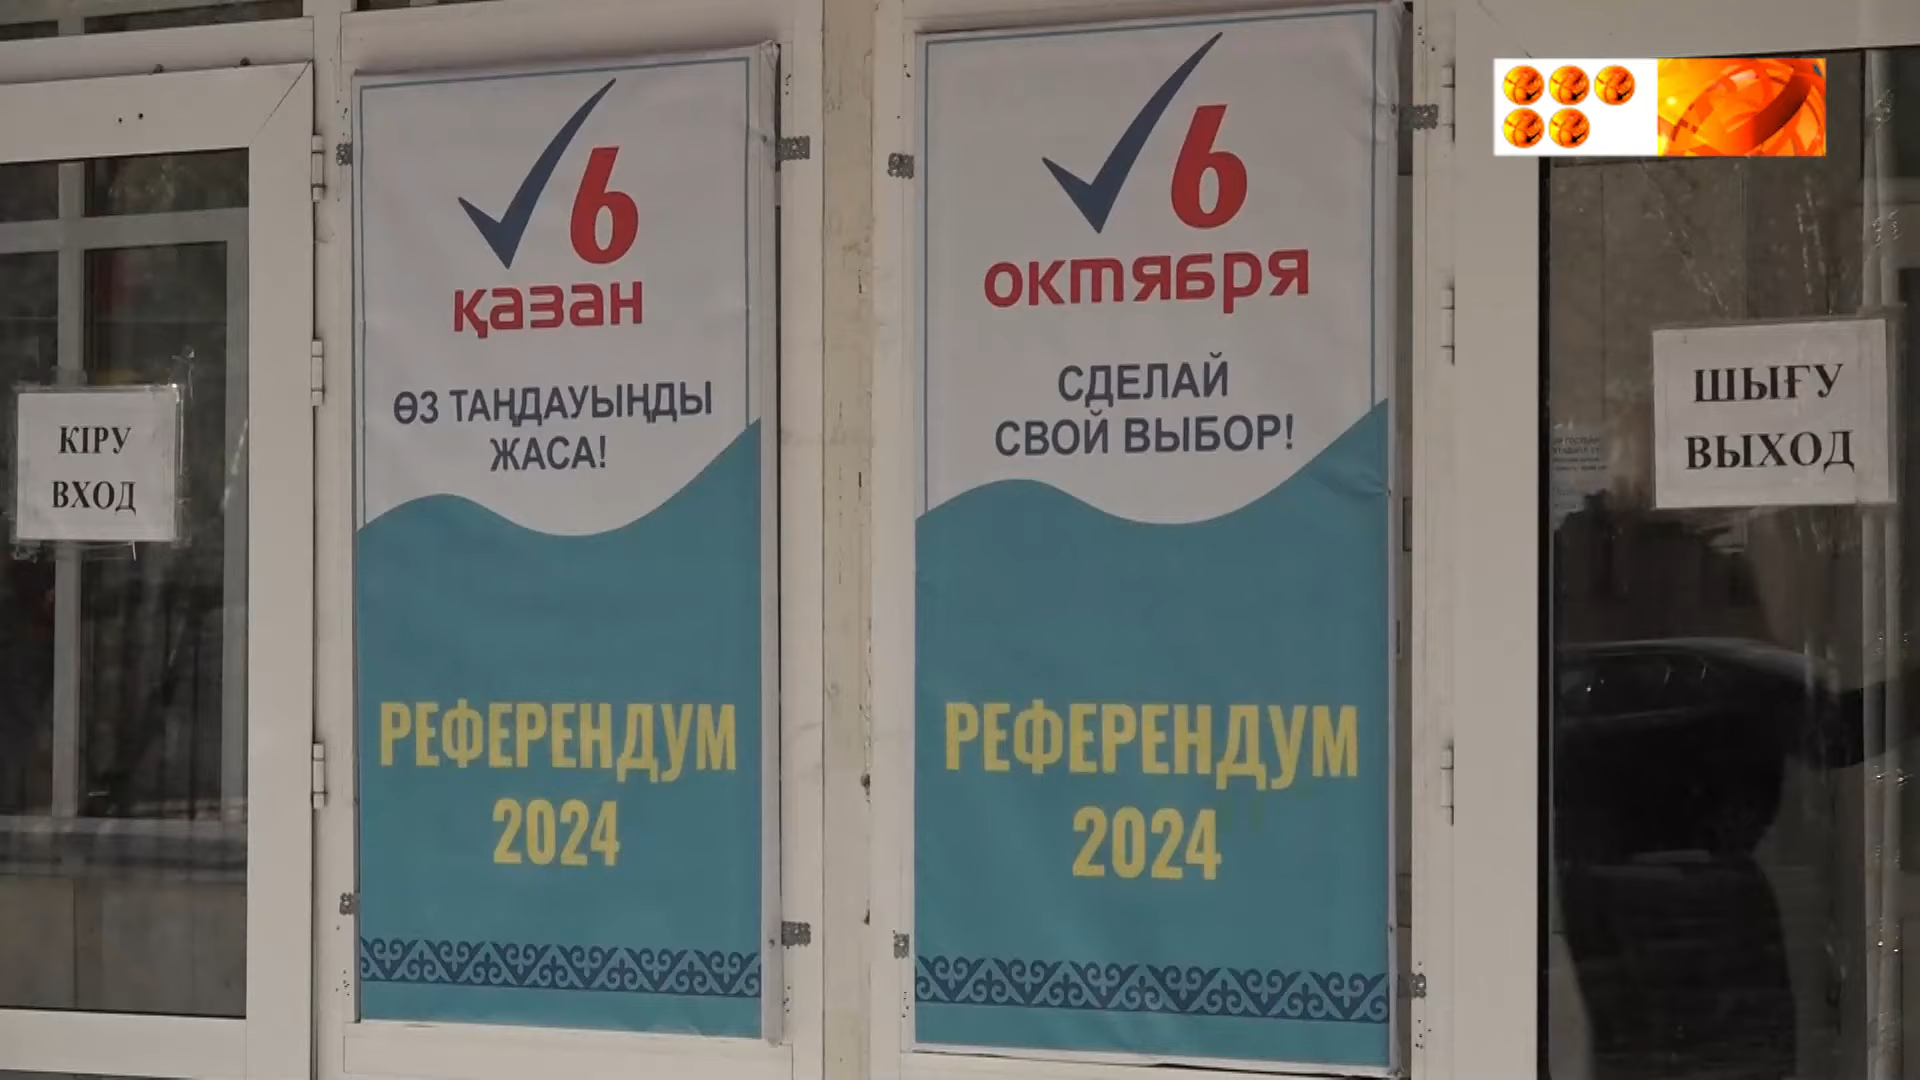 КІРУ
ВХОД
6
қазан
ӨЗ ТАҢДАУЫҢДЫ
ЖАСА!
РЕФЕРЕНДУМ
2024
6
октября
СДЕЛАЙ
СВОЙ ВЫБОР!
РЕФЕРЕНДУМ
2024
ШЫҒУ
ВЫХОД